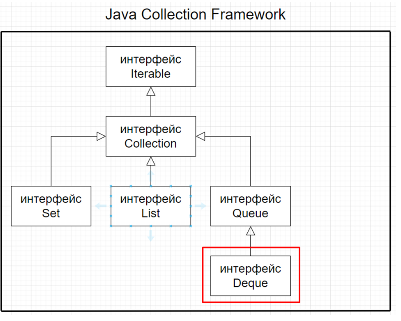 Java Collection Framework
интерфейс
Iterable
интерфейс
Collection
интерфейс
Set
интерфейс
List
интерфейс
Queue
интерфейс
Deque